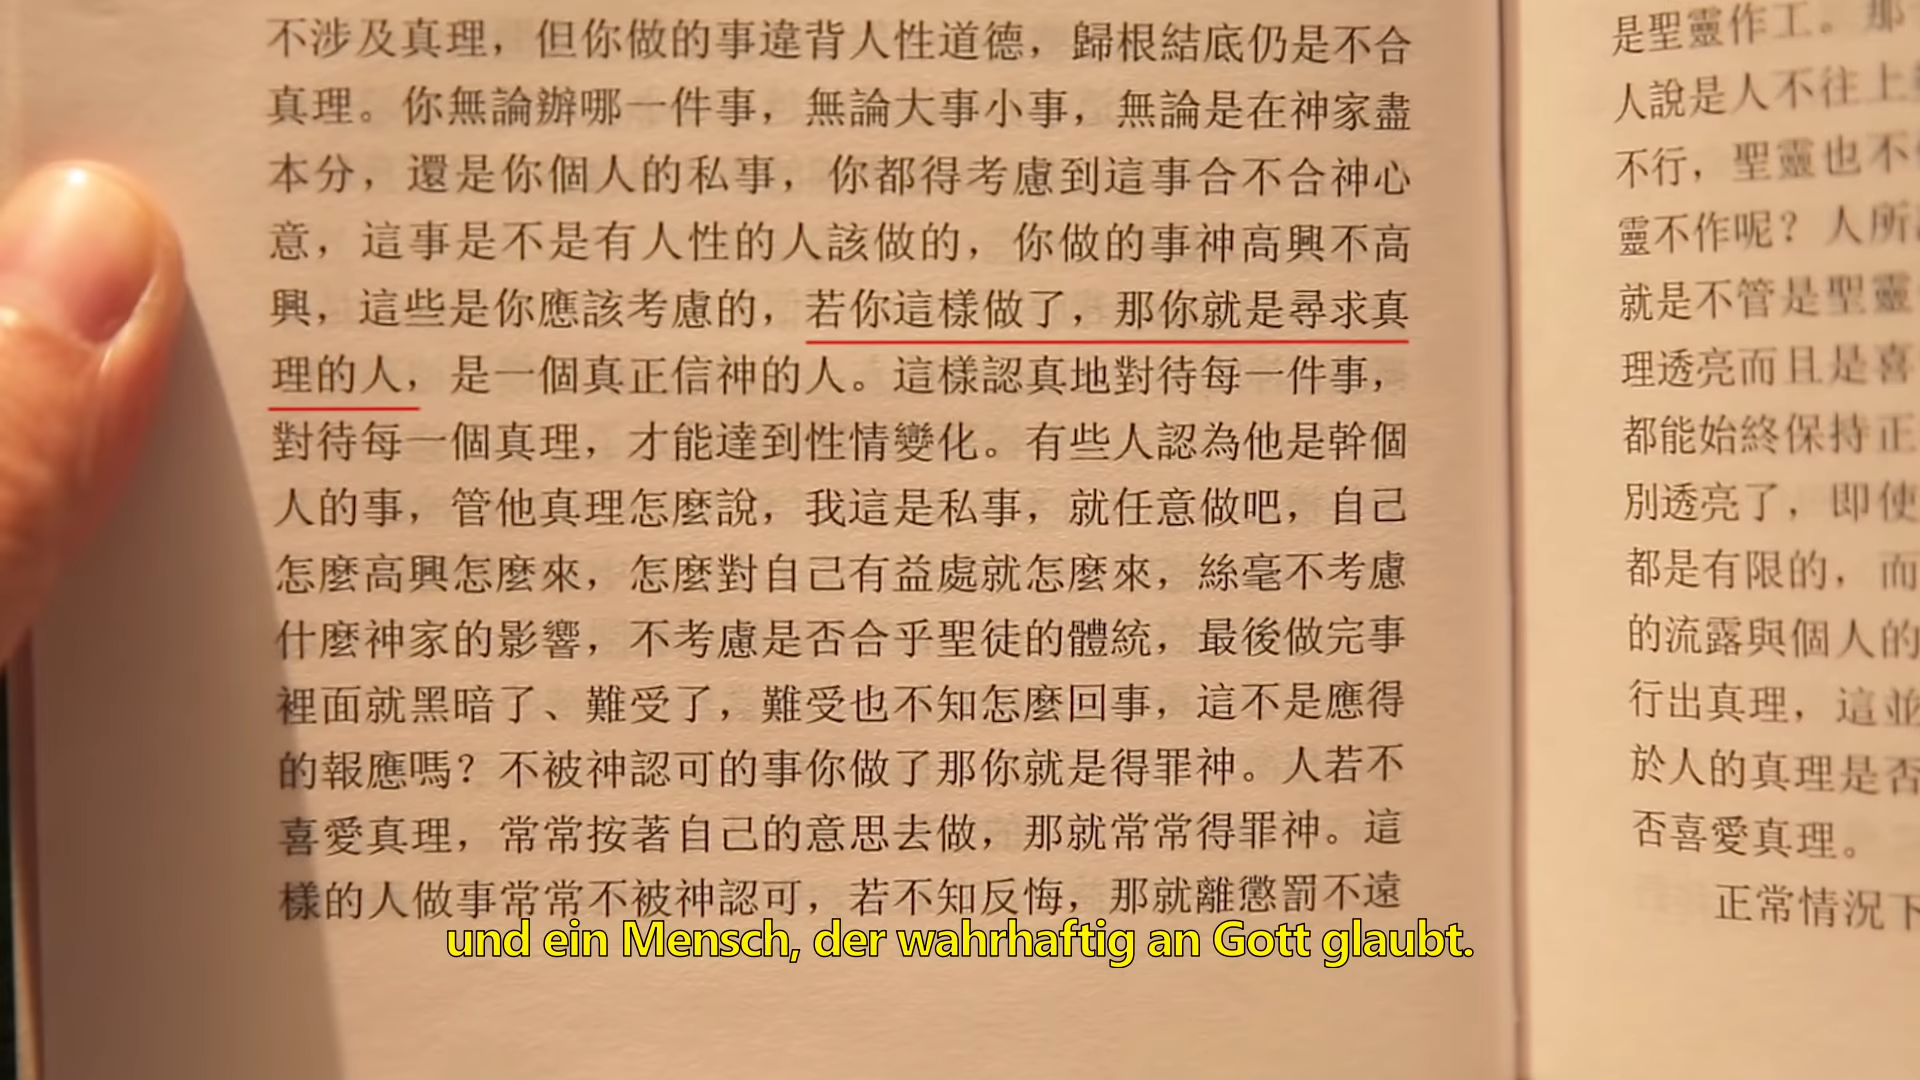 不涉及真理，但你做的事違背人性道德，歸根結底仍是不合
真理。你無論辦哪一件事，無論大事小事，無論是在神家盡
本分，還是你個人的私事，你都得考慮到這事合不合神心
意，這事是不是有人性的人該做的，你做的事神高興不高
興，這些是你應該考慮的，若你這樣做了，那你就是尋求真
理的人，是一個真正信神的人。這樣認真地對待每一件事，
對待每一個真理，才能達到性情變化。有些人認為他是幹個
人的事，管他真理怎麼說，我這是私事，就任意做吧，自己
怎麼高興怎麼來，怎麼對自己有益處就怎麼來，絲毫不考慮
什麼神家的影響，不考慮是否合乎聖徒的體統，最後做完事
裡面就黑暗了、難受了，難受也不知怎麼回事，這不是應得
的報應嗎？不被神認可的事你做了那你就是得罪神。人若不
喜愛真理，常常按著自己的意思去做，那就常常得罪神。這
樣的人做事常常不被神認可，若不知反悔，那就離懲罰不遠
und ein Mensch, der wahrhaftig an Gott glaubt.
是聖靈作工。那
人說是人不往上
不行，聖靈也不
靈不作呢？人所
就是不管是聖靈
理透亮而且是喜
都能始終保持正
別透亮了，即使
都是有限的，而
的流露與個人的
行出真理，這並
於人的真理是否
否喜愛真理。
正常情況下